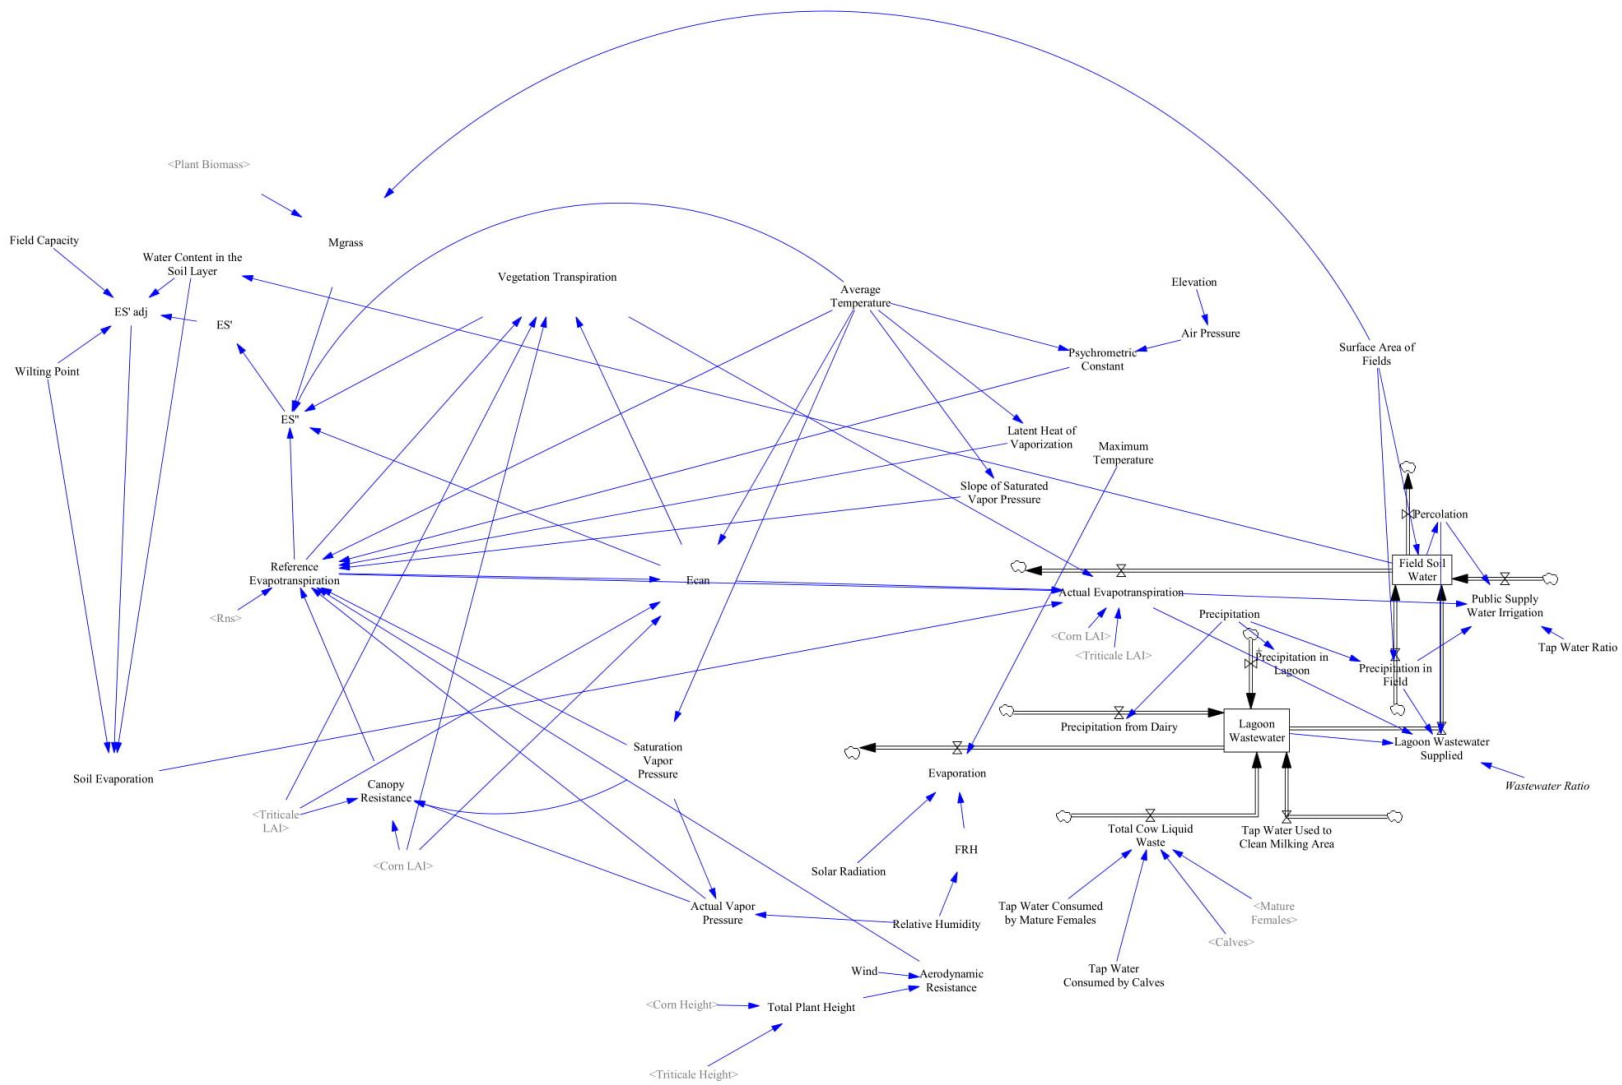 <Plant Biomass>
Field Capacity
Water Content in the
Soil Layer
Mgrass
Vegetation Transpiration
Average
Temperature
Elevation
ES' adj
ES'
Air Pressure
Psychrometric
Constant
Surface Area of
Fields
Wilting Point
ES"
Latent Heat of
Vaporization
Maximum
Temperature
Slope of Saturated
Vapor Pressure
Percolation
Reference
Evapotranspiration
Ecan
Field Soil
Water
Actual Evapotranspiration
Public Supply
Water Irrigation
<Rns>
Precipitation
<Corn LAI>
<Triticale LAI>
Tap Water Ratio
Precipitation in
Lagoon
Precipitation in
Field
Precipitation from Dairy
Lagoon
Wastewater
Lagoon Wastewater
Supplied
Saturation
Vapor
Pressure
Soil Evaporation
Evaporation
Wastewater Ratio
Canopy
Resistance
<Triticale
LAI>
<Corn LAI>
Total Cow Liquid
Waste
Tap Water Used to
Clean Milking Area
FRH
Solar Radiation
Actual Vapor
Pressure
Relative Humidity
Tap Water Consumed
by Mature Females
<Mature
Females>
<Calves>
Tap Water
Consumed by Calves
Wind
Aerodynamic
Resistance
<Corn Height>
Total Plant Height
<Triticale Height>